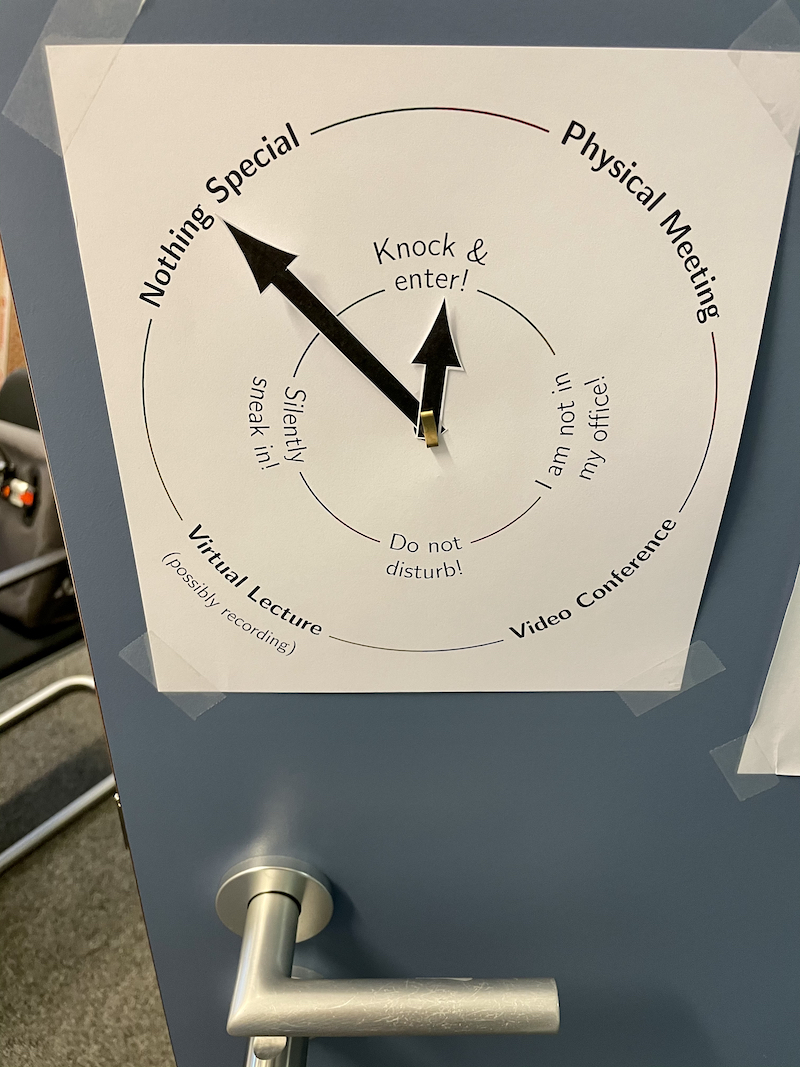 Nothing Special
Physical Meeting
Knock &
enter!
Silently
sneak in!
I am not in
my office!
Do not
disturb!
Virtual Lecture
(possibly recording)
Video Conference